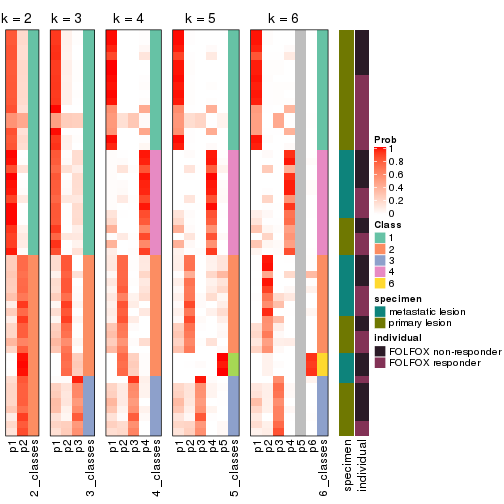 k = 2 k = 3 k = 4 k = 5 k = 6
Prob
1
0.8
0.6
0.4
0.2
0
Class
1
2
3
4
6
specimen
metastatic lesion
primary lesion
individual
FOLFOX non-responder
FOLFOX responder
p1 p2 2_classes p1 p2 p3 3_classes p1 p2 p3 p4 4_classes p1 p2 p3 p4 p5 5_classes p1 p2 p3 p4 p5 p6 6_classes specimen individual